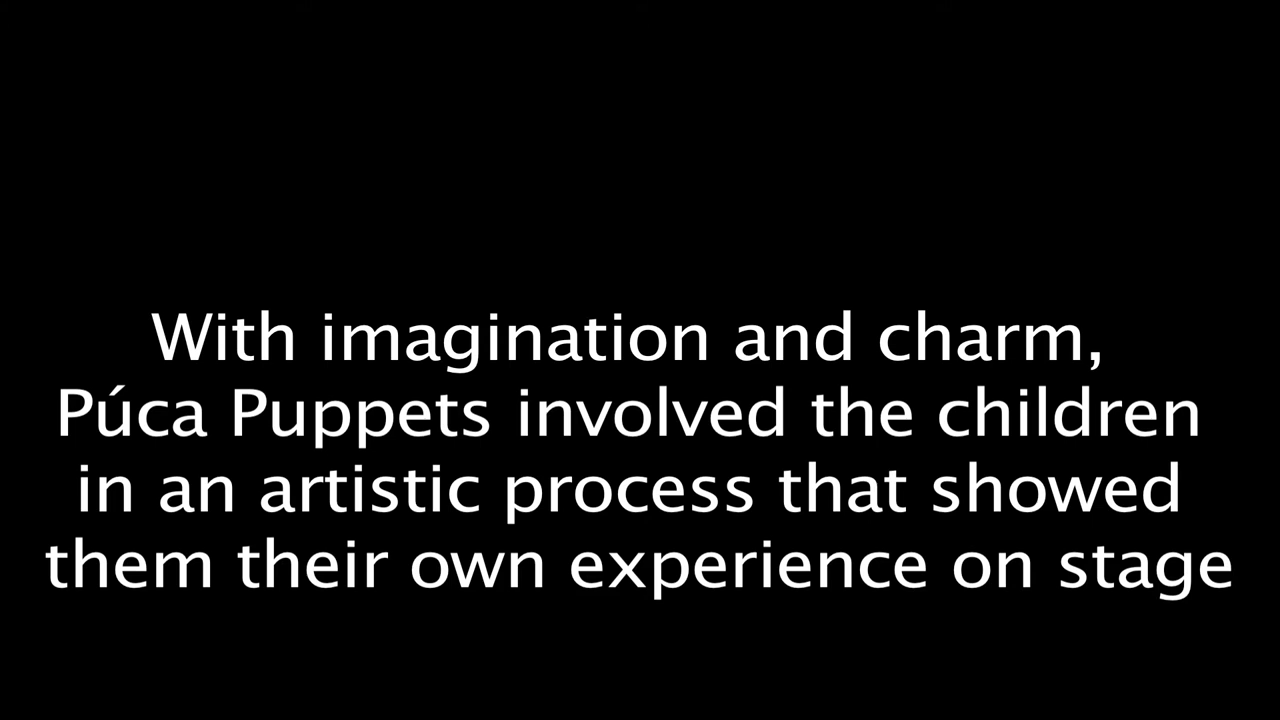 With imagination and charm,
Púca Puppets involved the children
in an artistic process that showed
them their own experience on stage